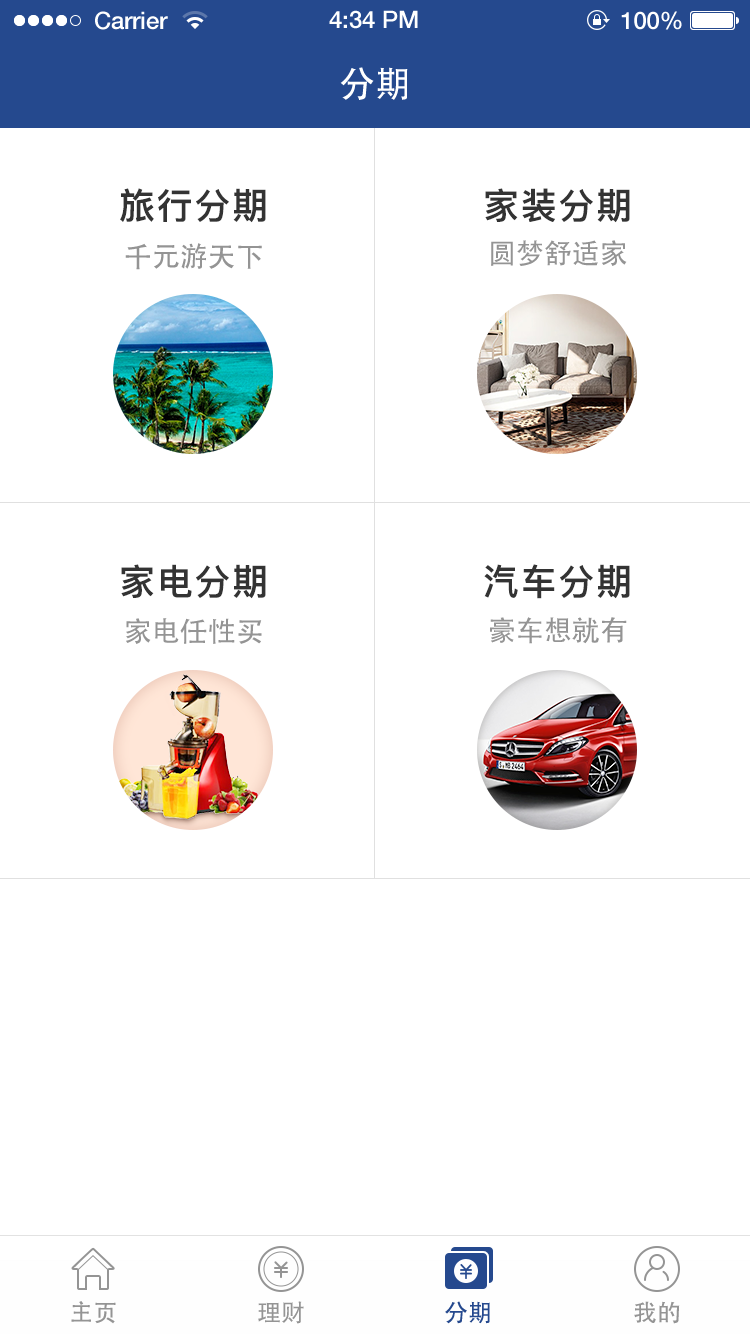 Carrier 4:34 PM 100%
分期
旅行分期
千元游天下
家装分期
圆梦舒适家
家电分期
家电任性买
汽车分期
豪车想就有
¥
¥
主页
理财
分期
我的